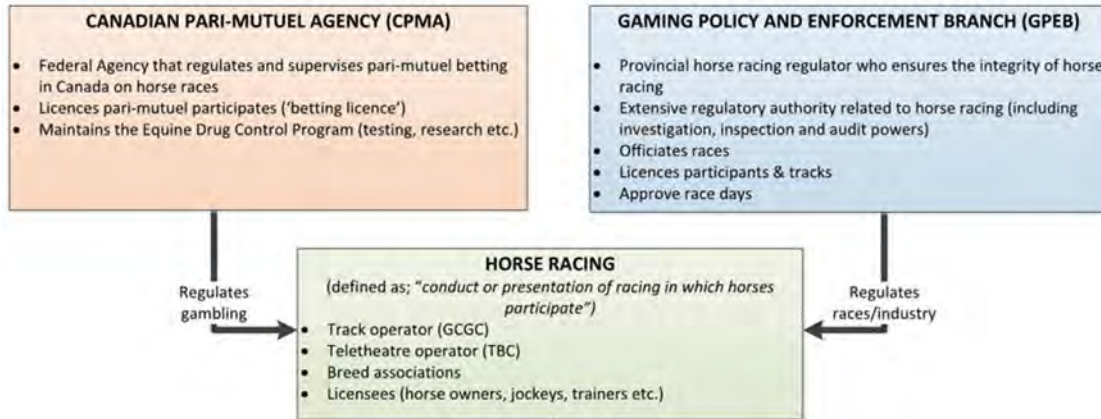 CANADIAN PARI-MUTUEL AGENCY (CPMA)
• Federal Agency that regulates and supervises pari-mutuel betting
in Canada on horse races
• Licences pari-mutuel participates ('betting licence')
• Maintains the Equine Drug Control Program (testing, research etc.)
GAMING POLICY AND ENFORCEMENT BRANCH (GPEB)
• Provincial horse racing regulator who ensures the integrity of horse
racing
• Extensive regulatory authority related to horse racing (including
investigation, inspection and audit powers)
• Officiates races
• Licences participants & tracks
• Approve race days
Regulates
gambling
HORSE RACING
(defined as; "conduct or presentation of racing in which horses
participate")
• Track operator (GCGC)
• Teletheatre operator (TBC)
• Breed associations
• Licensees (horse owners, jockeys, trainers etc.)
Regulates
races/industry